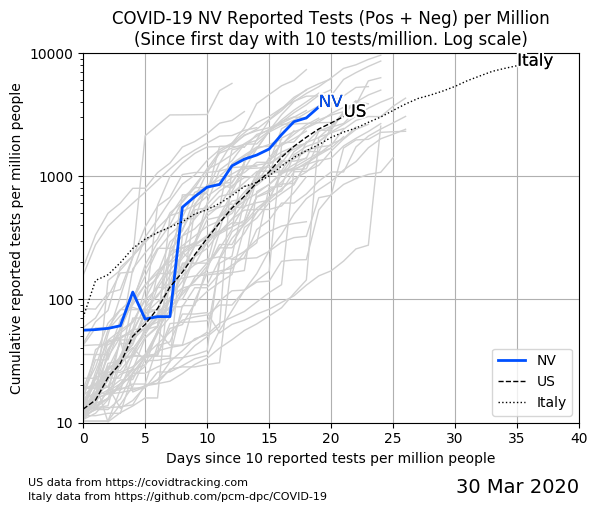 COVID-19 NV Reported Tests (Pos + Neg) per Million
(Since first day with 10 tests/million. Log scale)
Cumulative reported tests per million people
10000
1000
100
10
Italy
NV
US
NV
US
Italy
0 5 10 15 20 25 30 35 40
Days since 10 reported tests per million people
US data from https://covidtracking.com
Italy data from https://github.com/pcm-dpc/COVID-19
30 Mar 2020